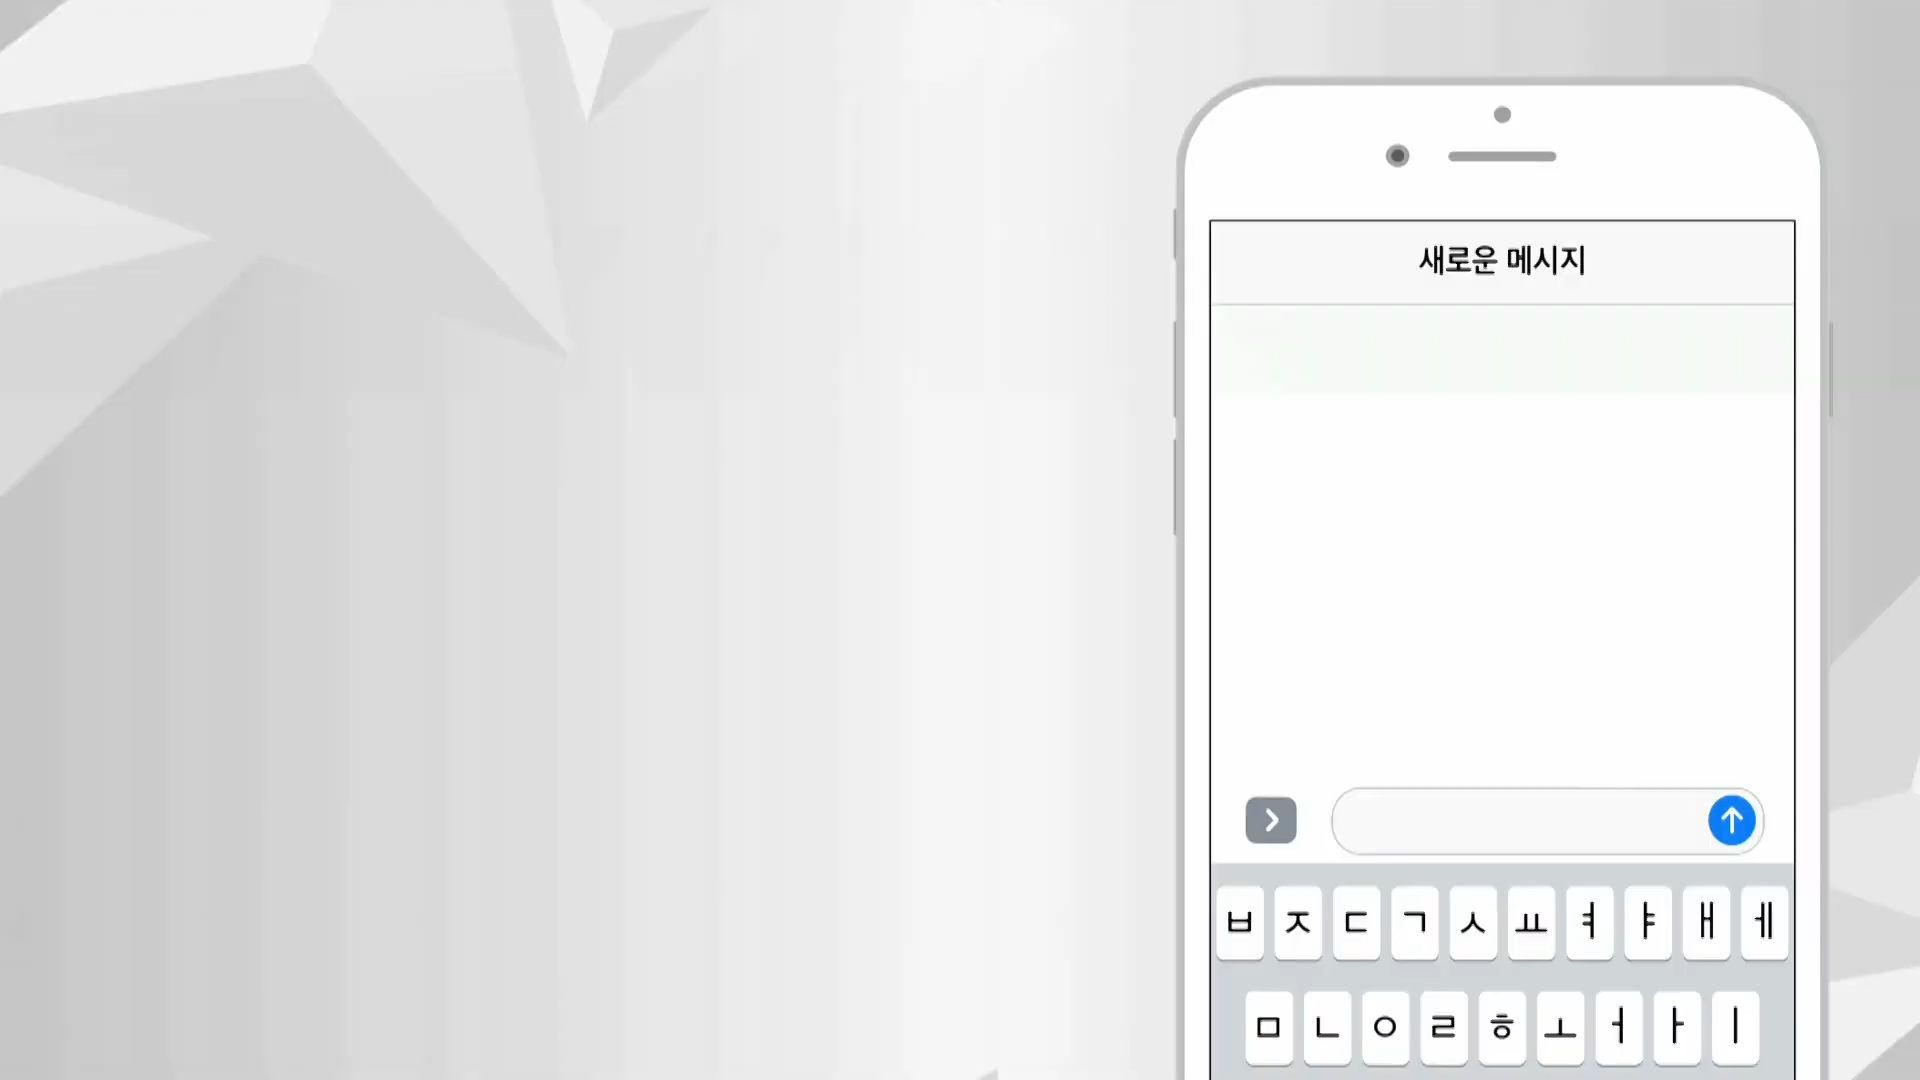 새로운 메시지
ㅂ ㅈ ㄷ ㄱ ㅅ ㅛ ㅕ ㅑ ㅐ ㅔ
ㅁ ㄴ ㅇ ㄹ ㅎ ㅗ ㅓ ㅏ ㅣ